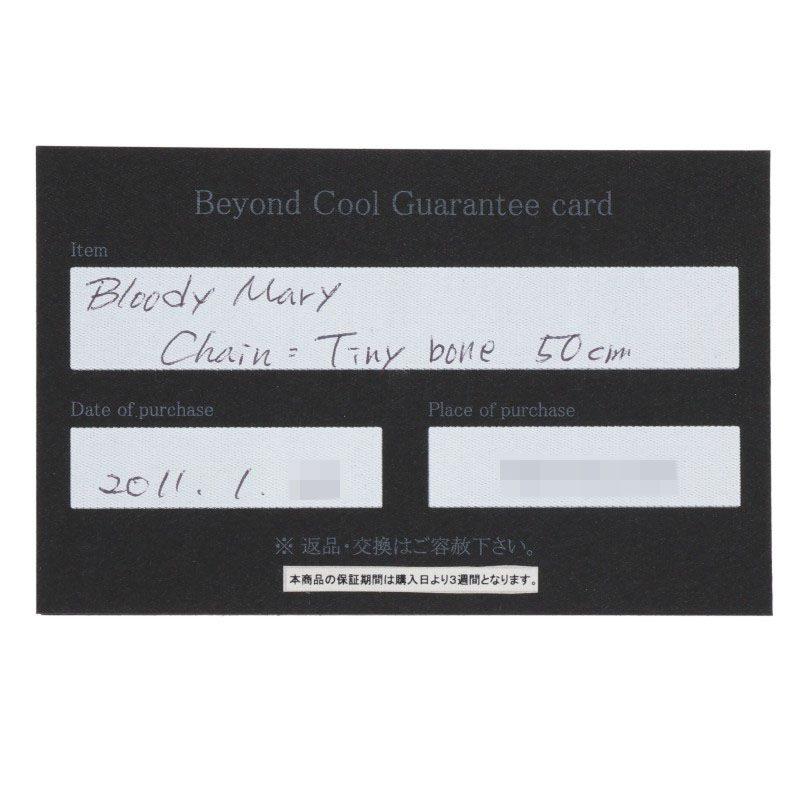 Beyond Cool Guarantee card
Item
Bloody Mary
Chain = Tiny bone 50cm
Date of purchase
Place of purchase
2011. 1.
※ 返品・交換はご容赦下さい。
本商品の保証期間は購入日より3週間となります。